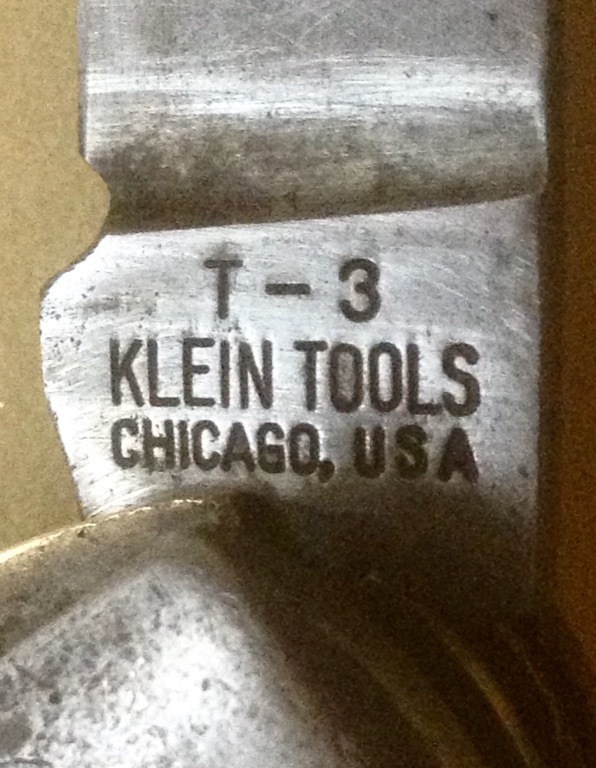 T - 3
KLEIN TOOLS
CHICAGO, USA